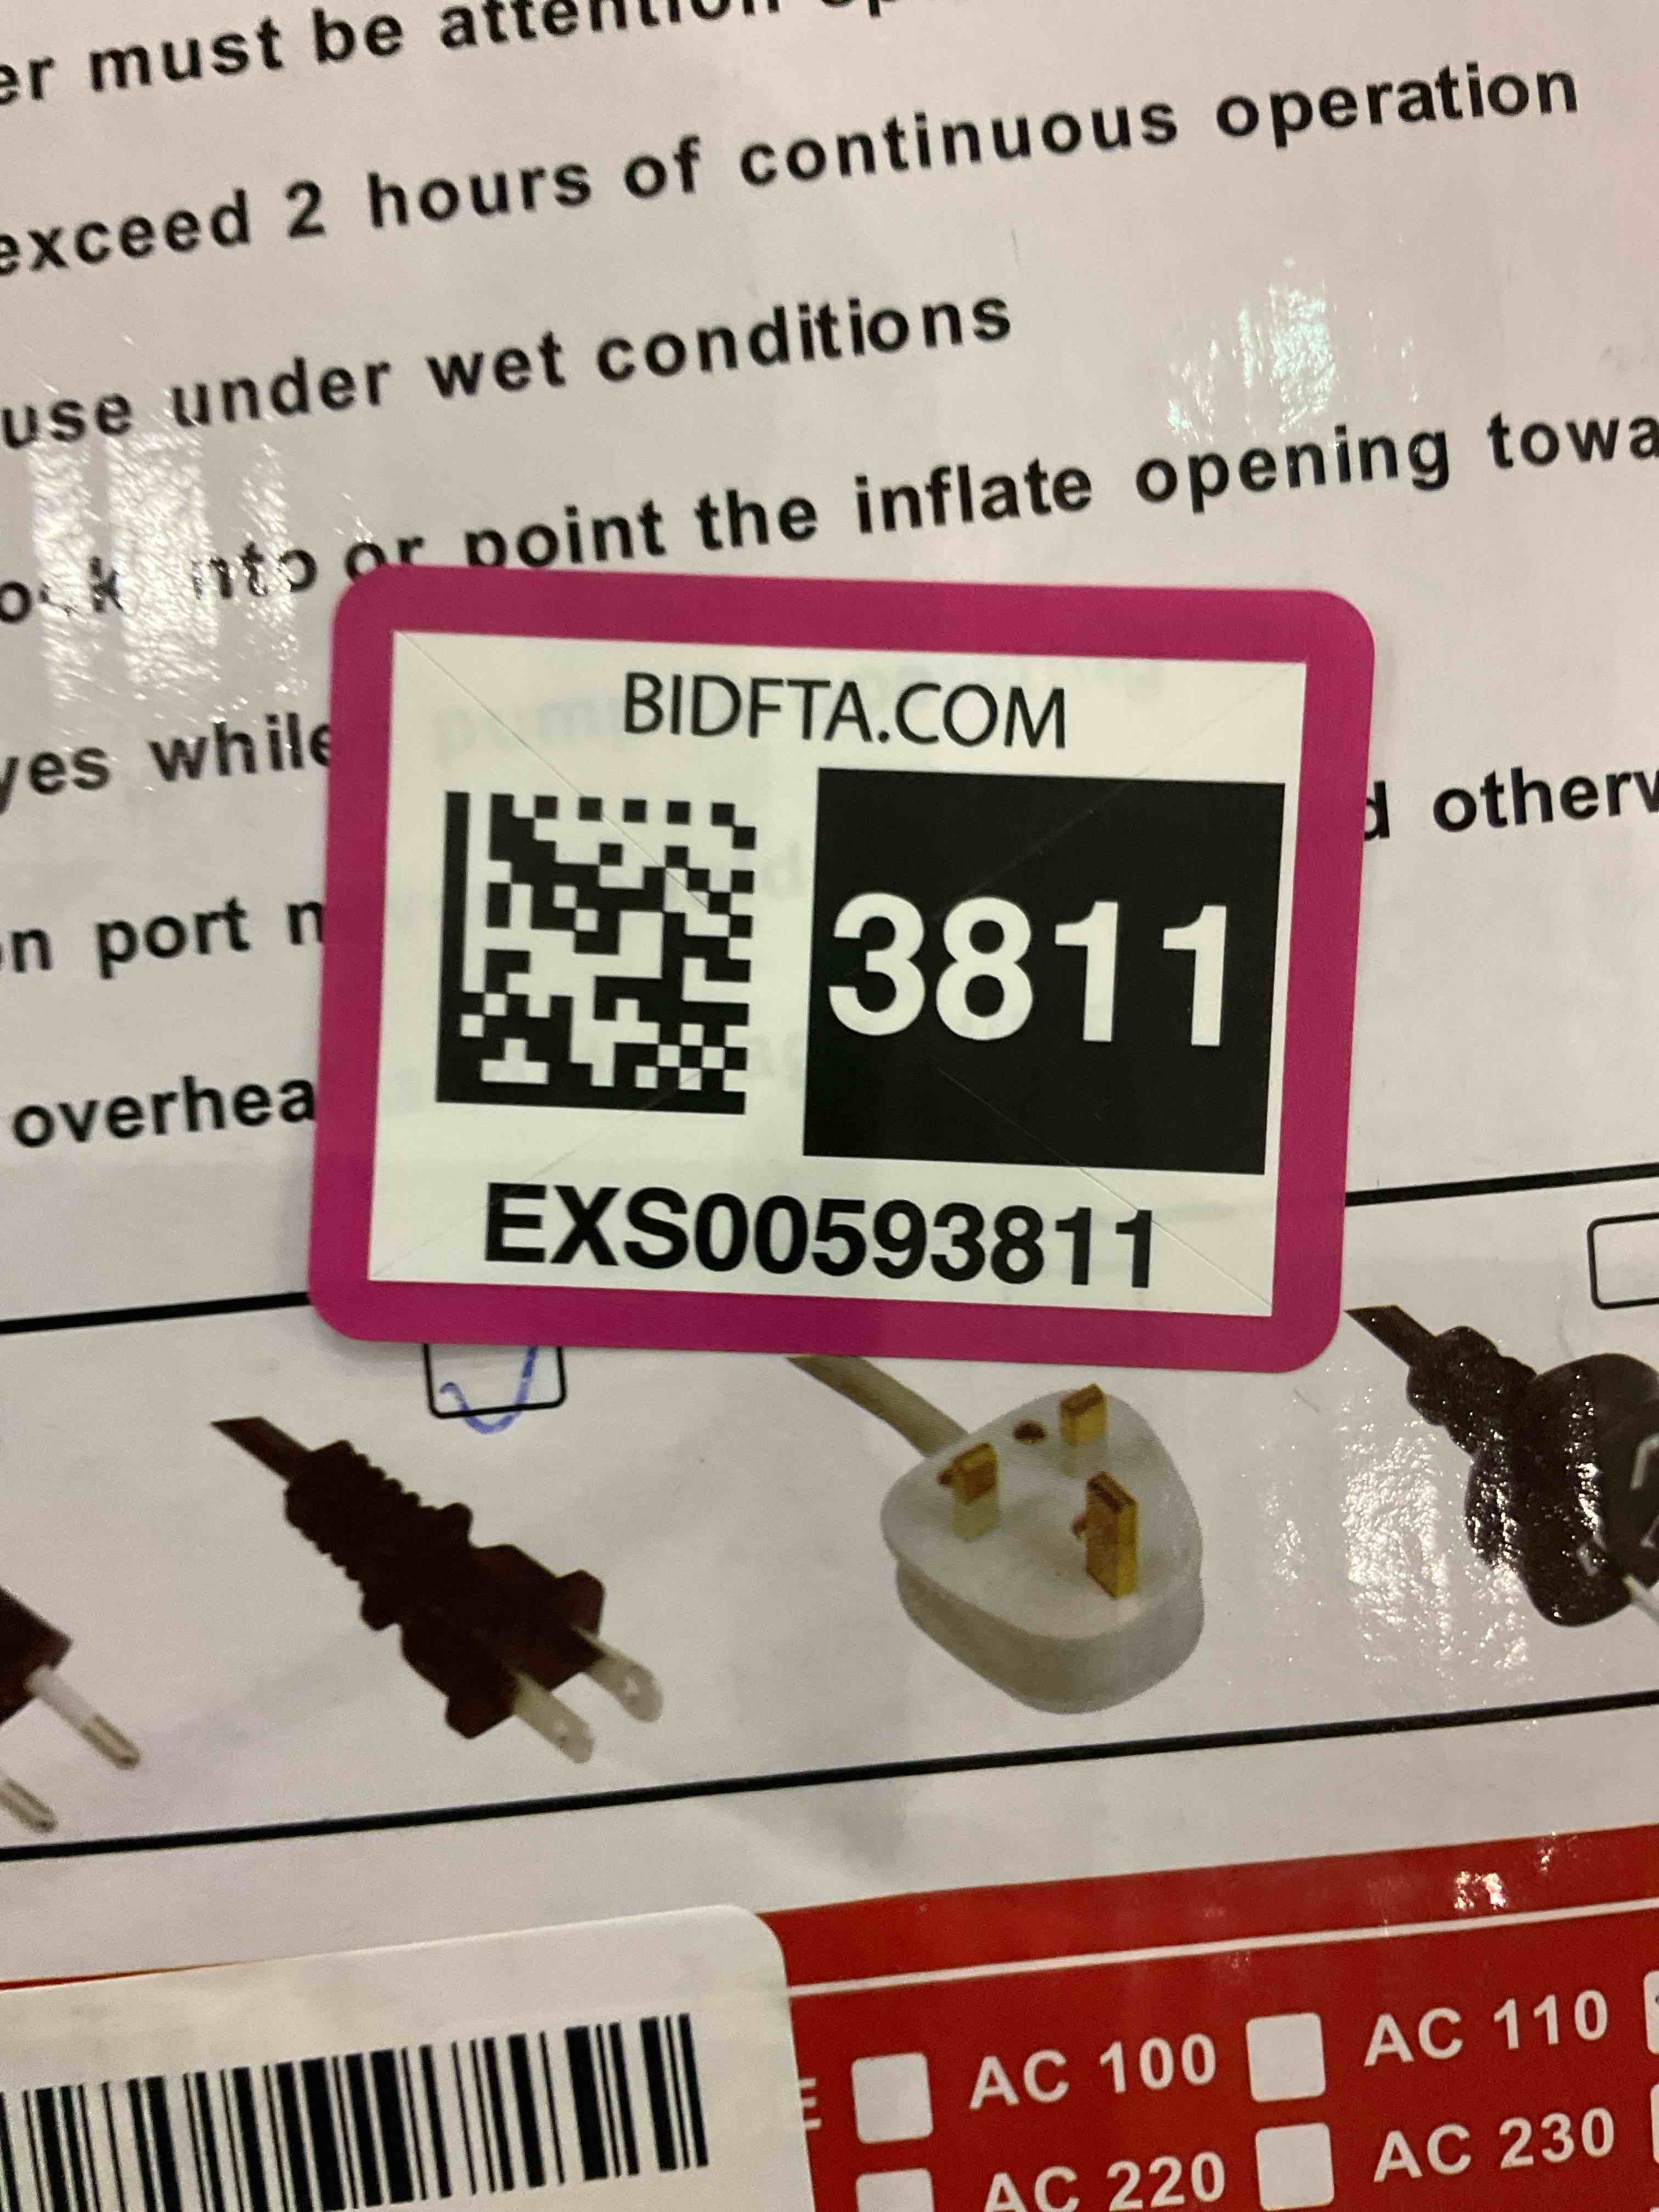 er must be attention
exceed 2 hours of continuous operation
use under wet conditions
or point the inflate opening towa
yes while
d otherw
n port
overhea
BIDFTA.COM
3811
EXS00593811
AC 100
AC 110
AC 220
AC 230